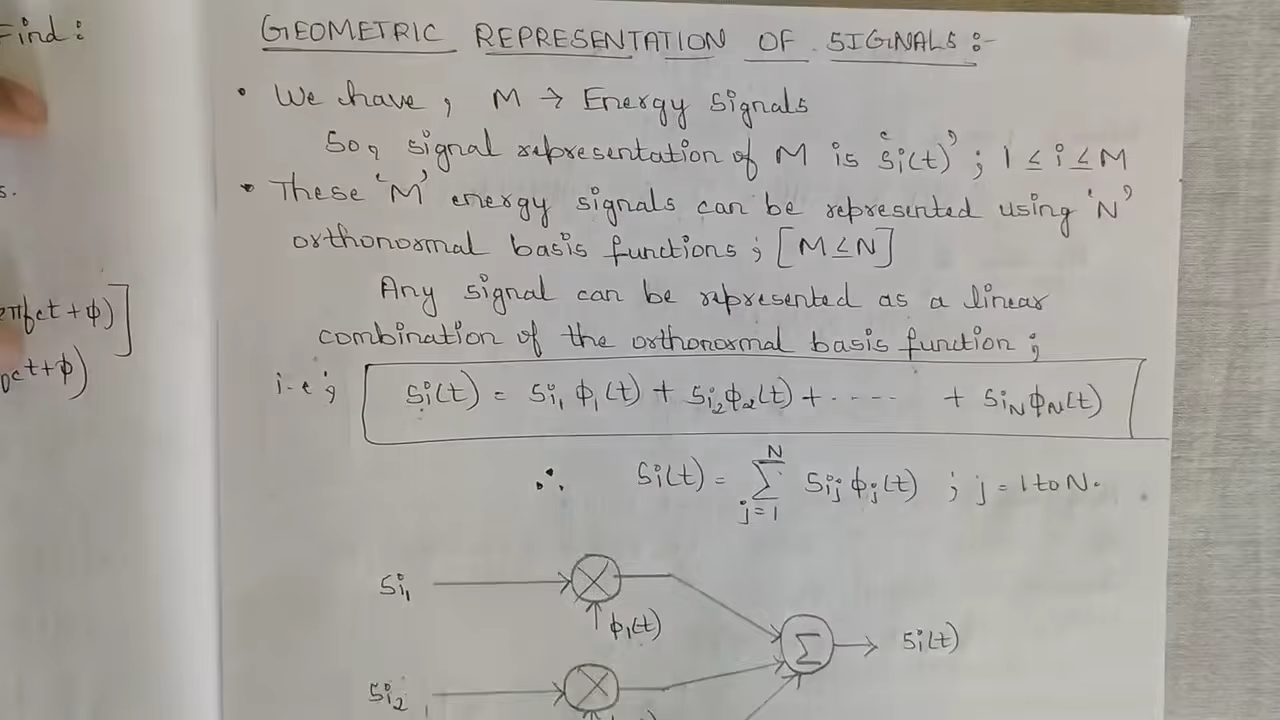 Find:
GEOMETRIC REPRESENTATION OF SIGNALS :-
• We have, M → Energy signals
So, signal representation of M is 'si(t)' ; 1 ≤ i ≤ M
s.
• These 'M' energy signals can be represented using 'N'
orthonormal basis functions ; [M ≤ N]
Any signal can be represented as a linear
πfct + φ)]
combination of the orthonormal basis function ;
ct + φ)
i.e ; si(t) = si1 φ1(t) + si2 φ2(t) + ..... + siN φN(t)
∴ si(t) = N Σ j=1 sij φj(t) ; j = 1 to N.
si1
φ1(t)
Σ si(t)
si2